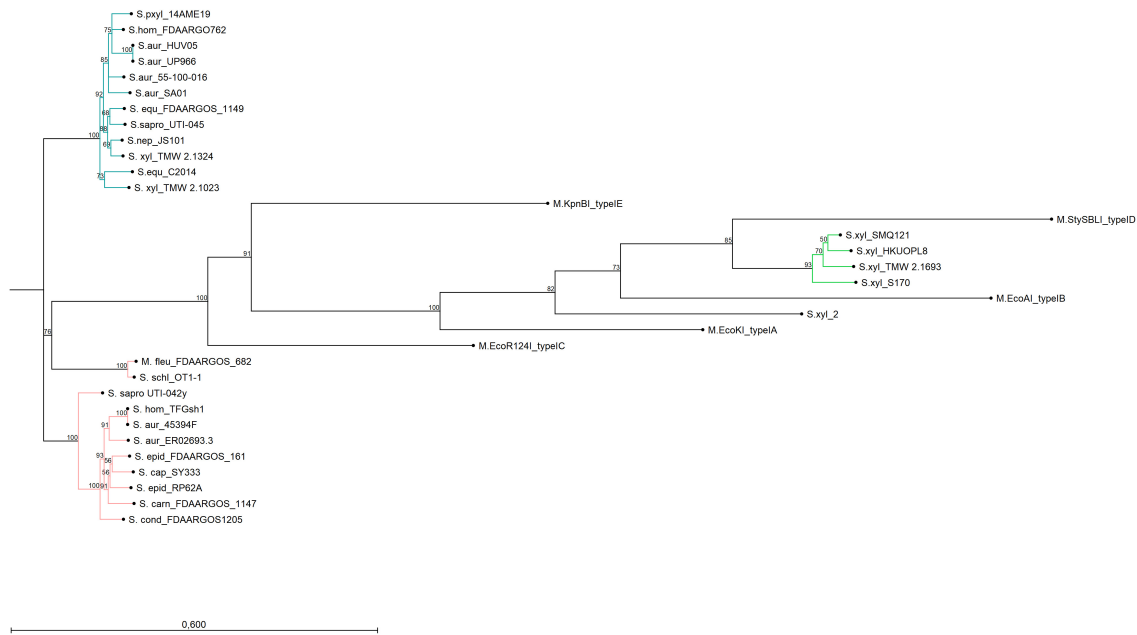 S.pxyl_14AME19
75
S.hom_FDAARGO762
S.aur_HUV05
100
S.aur_UP966
85
S.aur_55-100-016
S.aur_SA01
92
S. equ_FDAARGOS_1149
68
S.sapro_UTI-045
88
100
S.nep_JS101
69
S. xyl_TMW 2.1324
S.equ_C2014
73
S. xyl_TMW 2.1023
M.KpnBI_typeIE
M.StySBLI_typeID
S.xyl_SMQ121
50
85
S.xyl_HKUOPL8
70
91
S.xyl_TMW 2.1693
93
73
S.xyl_S170
82
M.EcoAI_typeIB
100
100
S.xyl_2
M.EcoKI_typeIA
76
M.EcoR124I_typeIC
M. fleu_FDAARGOS_682
100
S. schl_OT1-1
S. sapro UTI-042y
S. hom_TFGsh1
100
S. aur_45394F
91
100
S. aur_ER02693.3
S. epid_FDAARGOS_161
93
56
S. cap_SY333
56
S. epid_RP62A
100
91
S. carn_FDAARGOS_1147
S. cond_FDAARGOS1205
0,600